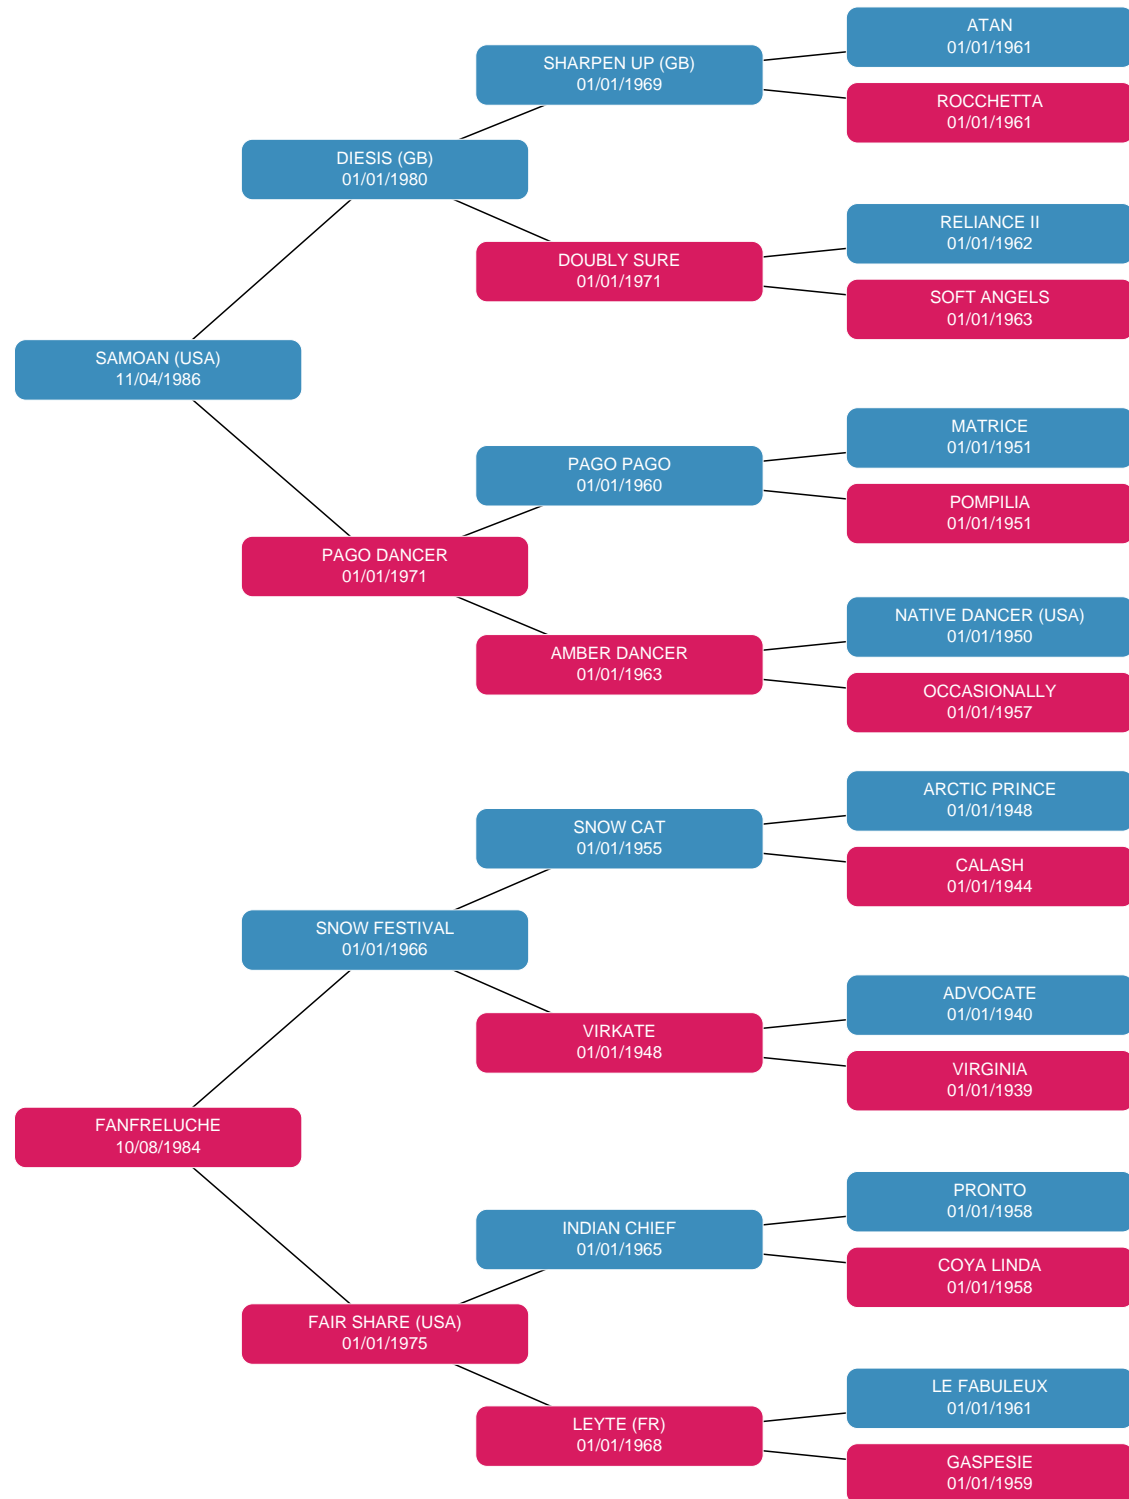 ATAN
01/01/1961
SHARPEN UP (GB)
01/01/1969
ROCCHETTA
01/01/1961
DIESIS (GB)
01/01/1980
RELIANCE II
01/01/1962
DOUBLY SURE
01/01/1971
SOFT ANGELS
01/01/1963
SAMOAN (USA)
11/04/1986
MATRICE
01/01/1951
PAGO PAGO
01/01/1960
POMPILIA
01/01/1951
PAGO DANCER
01/01/1971
NATIVE DANCER (USA)
01/01/1950
AMBER DANCER
01/01/1963
OCCASIONALLY
01/01/1957
ARCTIC PRINCE
01/01/1948
SNOW CAT
01/01/1955
CALASH
01/01/1944
SNOW FESTIVAL
01/01/1966
ADVOCATE
01/01/1940
VIRKATE
01/01/1948
VIRGINIA
01/01/1939
FANFRELUCHE
10/08/1984
PRONTO
01/01/1958
INDIAN CHIEF
01/01/1965
COYA LINDA
01/01/1958
FAIR SHARE (USA)
01/01/1975
LE FABULEUX
01/01/1961
LEYTE (FR)
01/01/1968
GASPESIE
01/01/1959